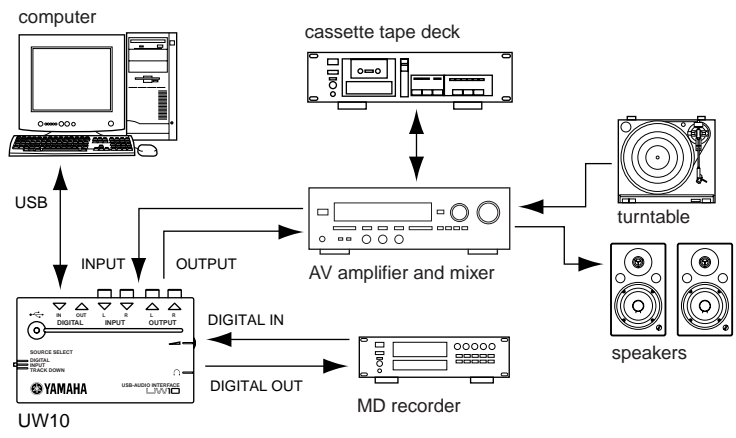 computer
cassette tape deck
USB
turntable
INPUT
OUTPUT
AV amplifier and mixer
IN OUT L R L R
DIGITAL INPUT OUTPUT
DIGITAL IN
speakers
SOURCE SELECT
DIGITAL
INPUT
TRACK DOWN
YAMAHA
USB-AUDIO INTERFACE
UW10
DIGITAL OUT
MD recorder
UW10